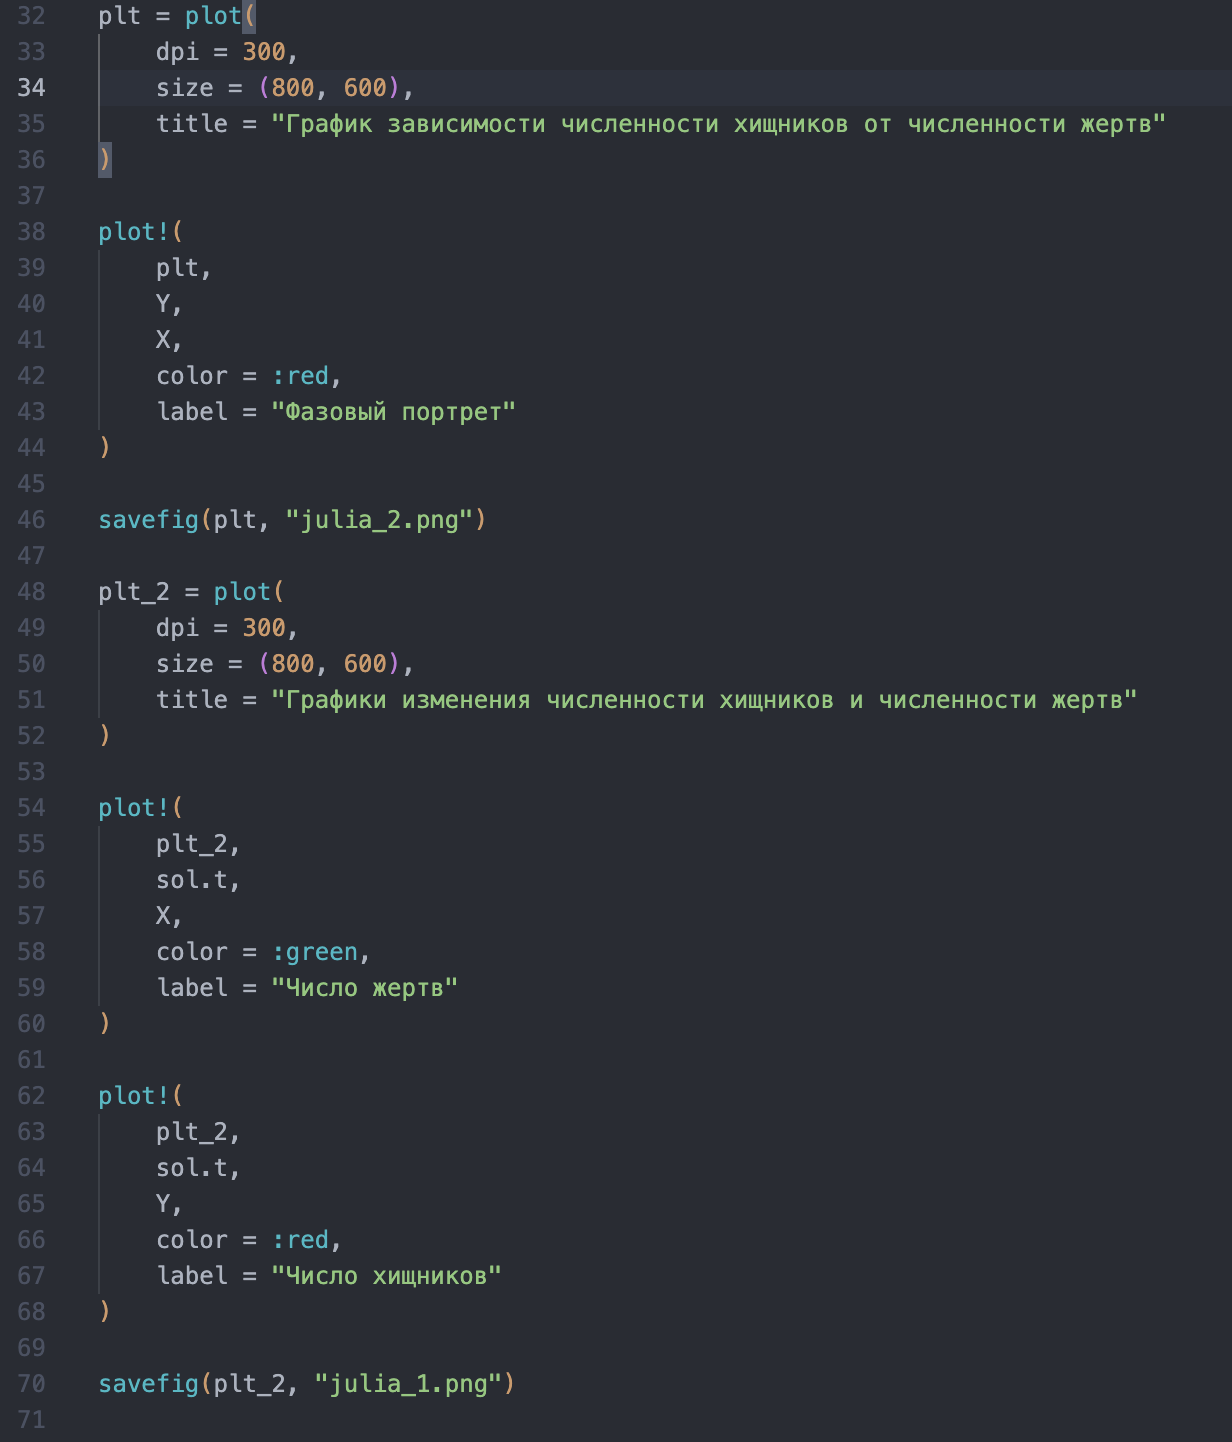 32 plt = plot(
33 dpi = 300,
34 size = (800, 600),
35 title = "График зависимости численности хищников от численности жертв"
36 )
37
38 plot!(
39 plt,
40 Y,
41 X,
42 color = :red,
43 label = "Фазовый портрет"
44 )
45
46 savefig(plt, "julia_2.png")
47
48 plt_2 = plot(
49 dpi = 300,
50 size = (800, 600),
51 title = "Графики изменения численности хищников и численности жертв"
52 )
53
54 plot!(
55 plt_2,
56 sol.t,
57 X,
58 color = :green,
59 label = "Число жертв"
60 )
61
62 plot!(
63 plt_2,
64 sol.t,
65 Y,
66 color = :red,
67 label = "Число хищников"
68 )
69
70 savefig(plt_2, "julia_1.png")
71